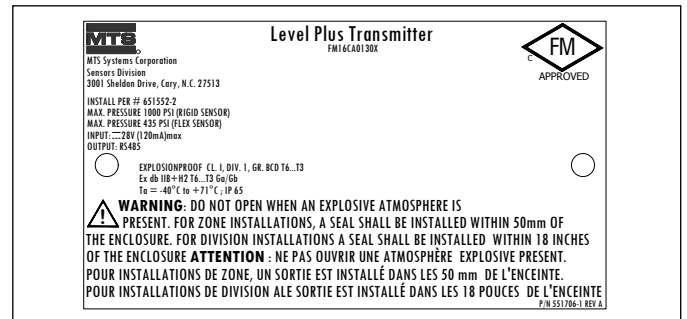 MTS
Level Plus Transmitter
FM16CA0130X
MTS Systems Corporation
Sensors Division
3001 Sheldon Drive, Cary, N.C. 27513
C FM
APPROVED
INSTALL PER # 651552-2
MAX. PRESSURE 1000 PSI (RIGID SENSOR)
MAX. PRESSURE 435 PSI (FLEX SENSOR)
INPUT: ⎓28V (120mA)max
OUTPUT: RS485
EXPLOSIONPROOF CL. I, DIV. 1, GR. BCD T6...T3
Ex db IIB+H2 T6...T3 Ga/Gb
Ta = -40°C to +71°C ; IP 65
WARNING: DO NOT OPEN WHEN AN EXPLOSIVE ATMOSPHERE IS
PRESENT. FOR ZONE INSTALLATIONS, A SEAL SHALL BE INSTALLED WITHIN 50mm OF
THE ENCLOSURE. FOR DIVISION INSTALLATIONS A SEAL SHALL BE INSTALLED WITHIN 18 INCHES
OF THE ENCLOSURE ATTENTION : NE PAS OUVRIR UNE ATMOSPHÈRE EXPLOSIVE PRESENT.
POUR INSTALLATIONS DE ZONE, UN SORTIE EST INSTALLÉ DANS LES 50 mm DE L'ENCEINTE.
POUR INSTALLATIONS DE DIVISION ALE SORTIE EST INSTALLÉ DANS LES 18 POUCES DE L'ENCEINTE
P/N 551706-1 REV A